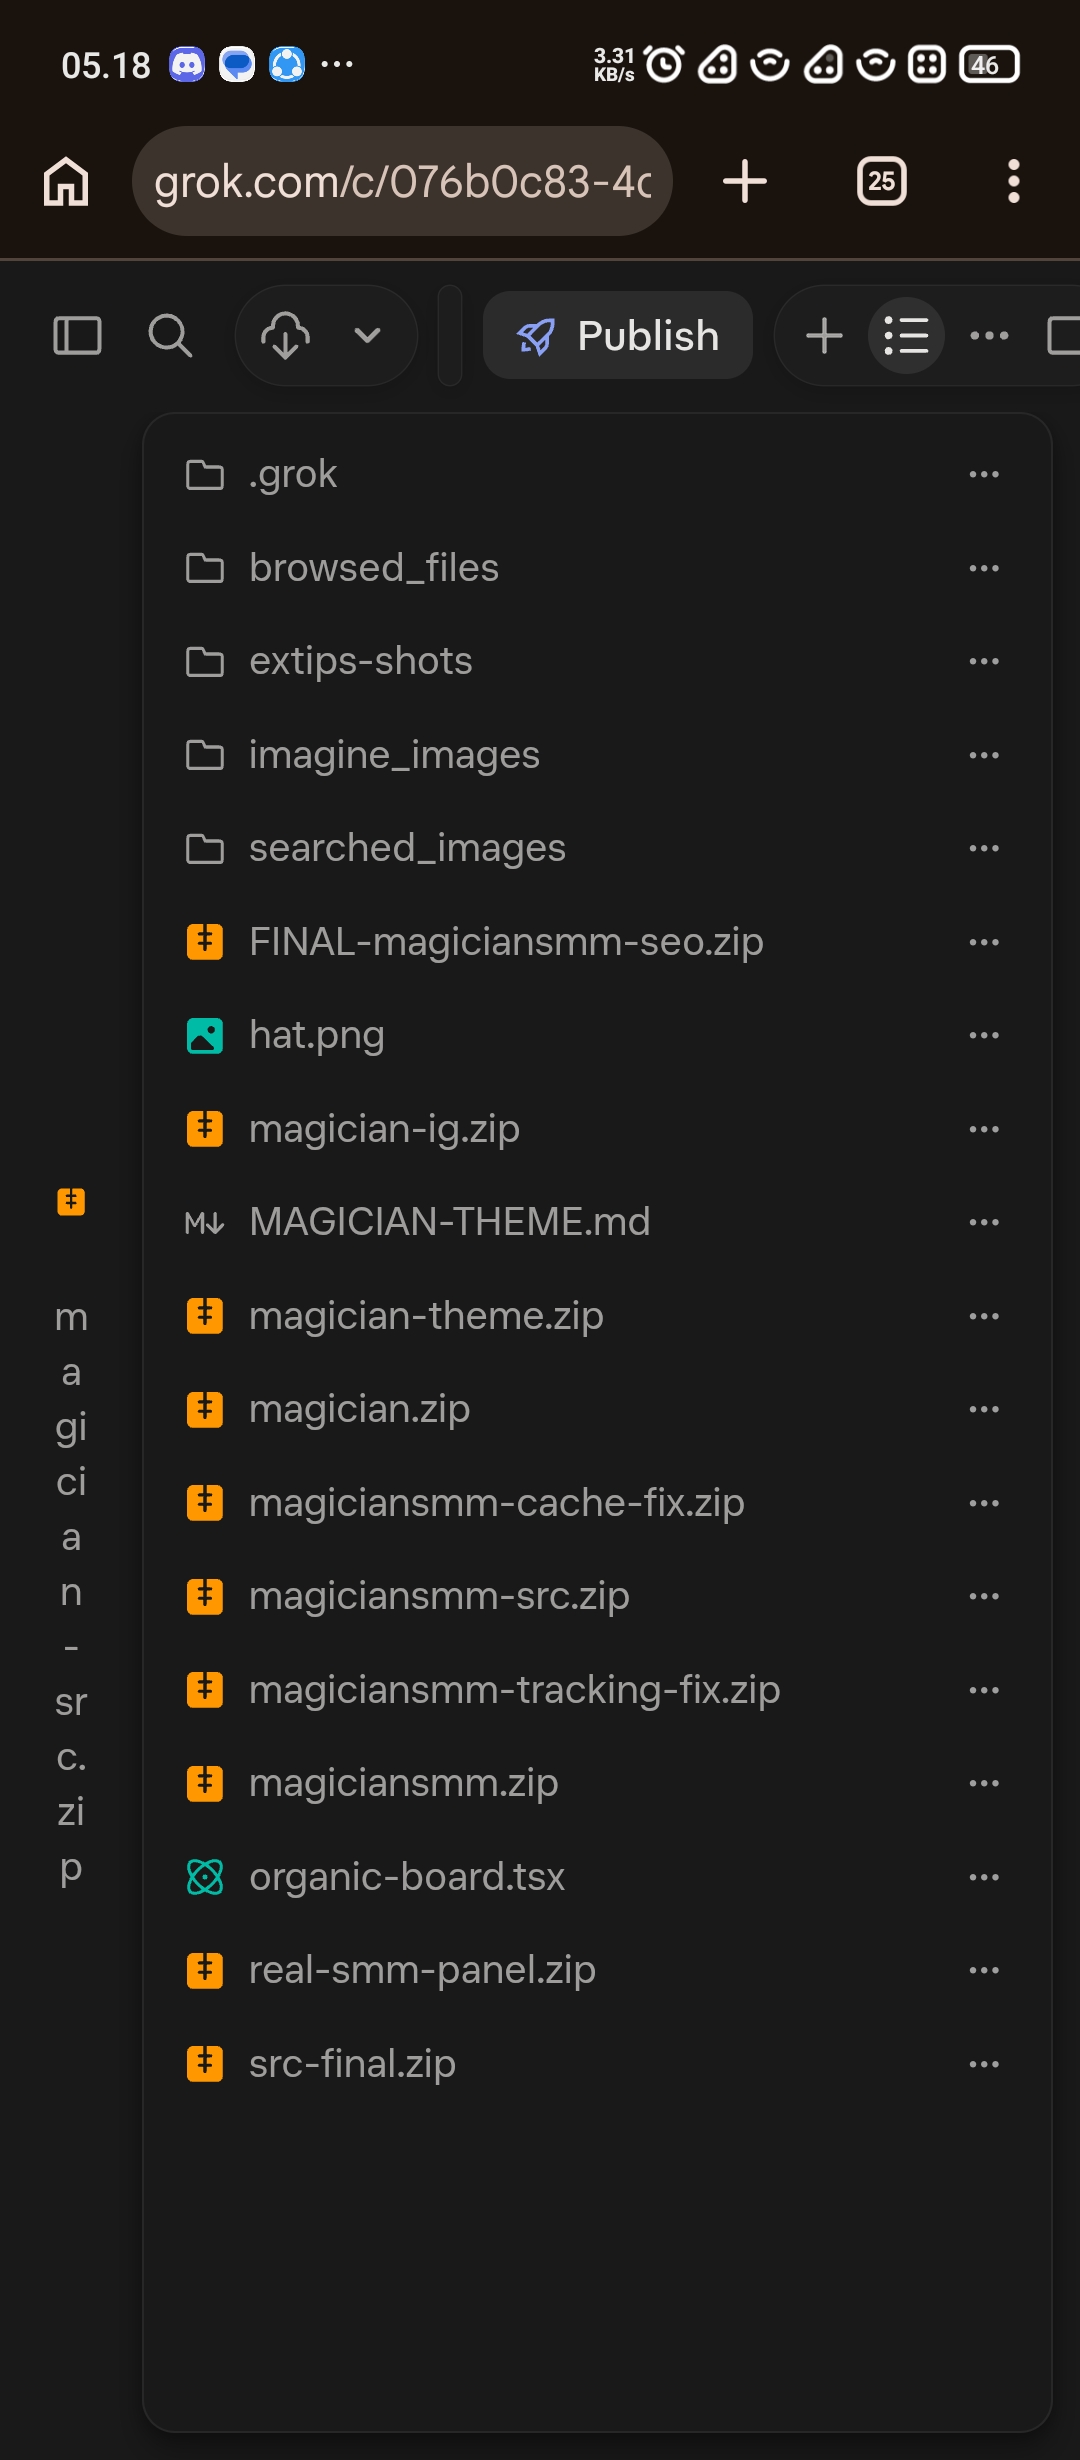 05.18
3.31
KB/s
46
grok.com/c/076b0c83-4c
25
Publish
.grok
browsed_files
extips-shots
imagine_images
searched_images
FINAL-magiciansmm-seo.zip
hat.png
magician-ig.zip
MAGICIAN-THEME.md
magician-theme.zip
magician.zip
magiciansmm-cache-fix.zip
magiciansmm-src.zip
magiciansmm-tracking-fix.zip
magiciansmm.zip
organic-board.tsx
real-smm-panel.zip
src-final.zip
m
a
gi
ci
a
n
-
sr
c.
zi
p